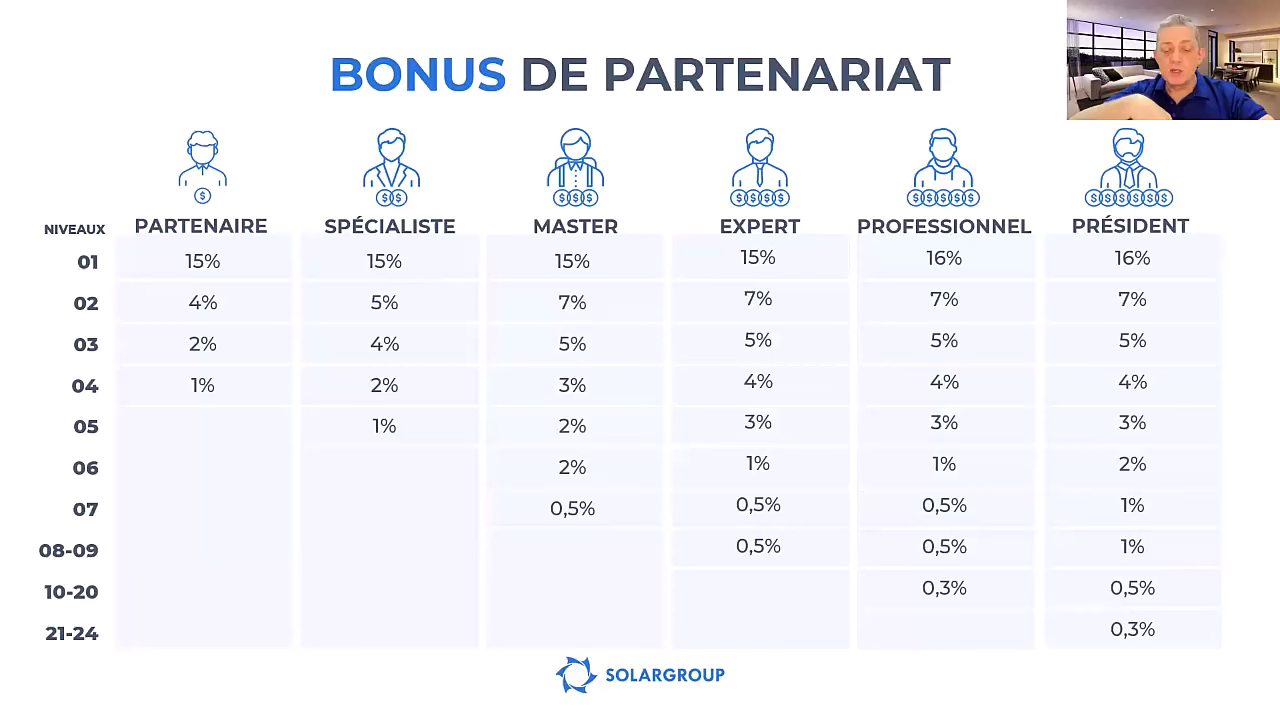 BONUS DE PARTENARIAT
NIVEAUX PARTENAIRE SPÉCIALISTE MASTER EXPERT PROFESSIONNEL PRÉSIDENT
01 15% 15% 15% 15% 16% 16%
02 4% 5% 7% 7% 7% 7%
03 2% 4% 5% 5% 5% 5%
04 1% 2% 3% 4% 4% 4%
05 1% 2% 3% 3% 3%
06 2% 1% 1% 2%
07 0,5% 0,5% 0,5% 1%
08-09 0,5% 0,5% 1%
10-20 0,3% 0,5%
21-24 0,3%
SOLARGROUP